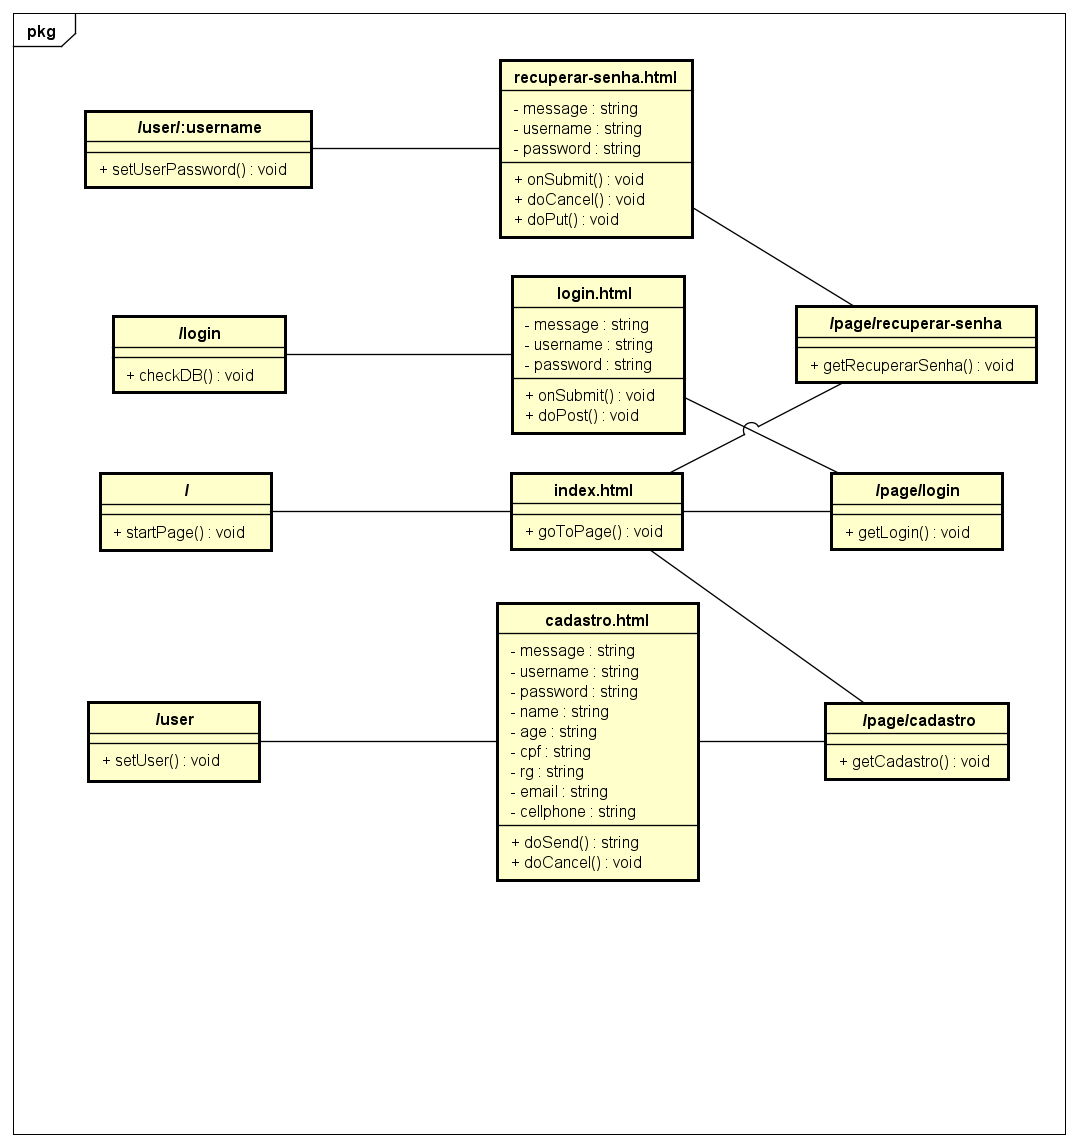 pkg
recuperar-senha.html
- message : string
- username : string
- password : string
+ onSubmit() : void
+ doCancel() : void
+ doPut() : void
/user/:username
+ setUserPassword() : void
login.html
- message : string
- username : string
- password : string
+ onSubmit() : void
+ doPost() : void
/page/recuperar-senha
+ getRecuperarSenha() : void
/login
+ checkDB() : void
/
+ startPage() : void
index.html
+ goToPage() : void
/page/login
+ getLogin() : void
cadastro.html
- message : string
- username : string
- password : string
- name : string
- age : string
- cpf : string
- rg : string
- email : string
- cellphone : string
+ doSend() : string
+ doCancel() : void
/user
+ setUser() : void
/page/cadastro
+ getCadastro() : void